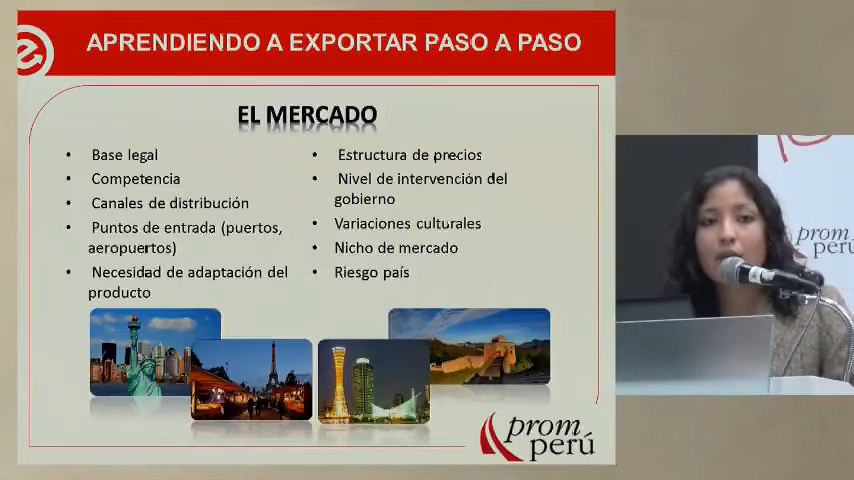 APRENDIENDO A EXPORTAR PASO A PASO
EL MERCADO
• Base legal
• Competencia
• Canales de distribución
• Puntos de entrada (puertos,
aeropuertos)
• Necesidad de adaptación del
producto
• Estructura de precios
• Nivel de intervención del
gobierno
• Variaciones culturales
• Nicho de mercado
• Riesgo país
prom
perú
prom
perú